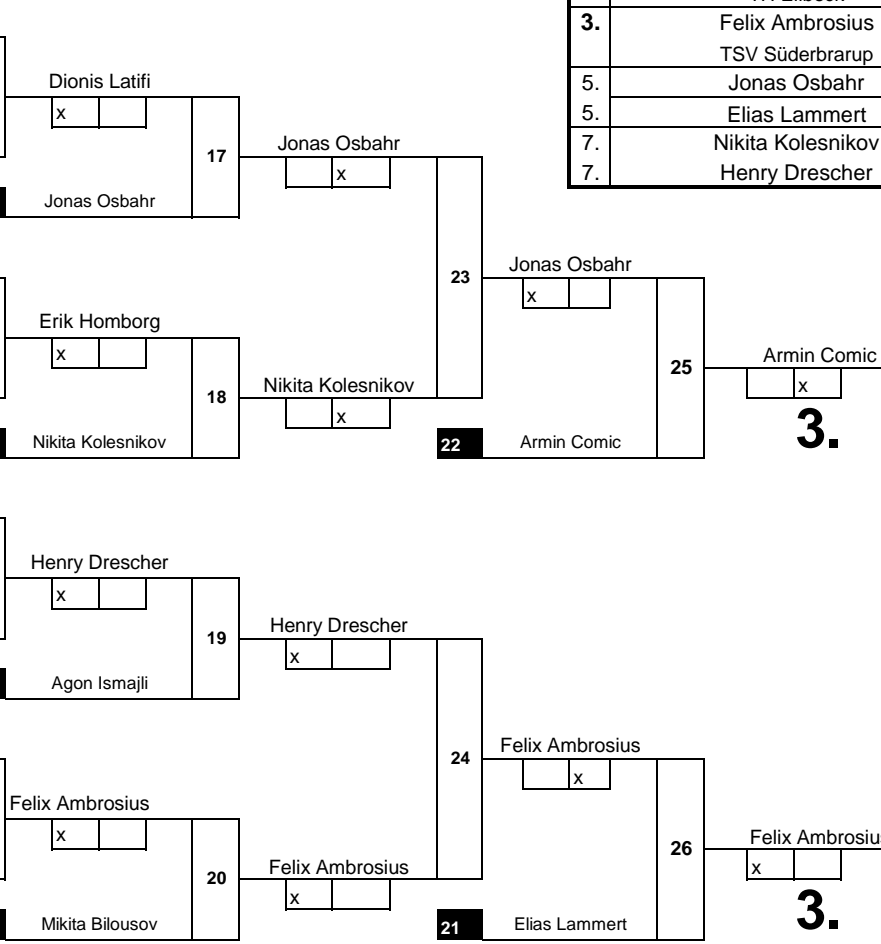 3. Felix Ambrosius
TSV Süderbrarup
5. Jonas Osbahr
5. Elias Lammert
7. Nikita Kolesnikov
7. Henry Drescher
Dionis Latifi
x
17
Jonas Osbahr
x
Jonas Osbahr
23
Jonas Osbahr
x
Erik Homborg
x
18
Nikita Kolesnikov
x
Nikita Kolesnikov
22 Armin Comic
25
Armin Comic
x
3.
Henry Drescher
x
19
Henry Drescher
x
Agon Ismajli
24
Felix Ambrosius
x
Felix Ambrosius
x
20
Felix Ambrosius
x
Mikita Bilousov
21 Elias Lammert
26
Felix Ambrosius
x
3.